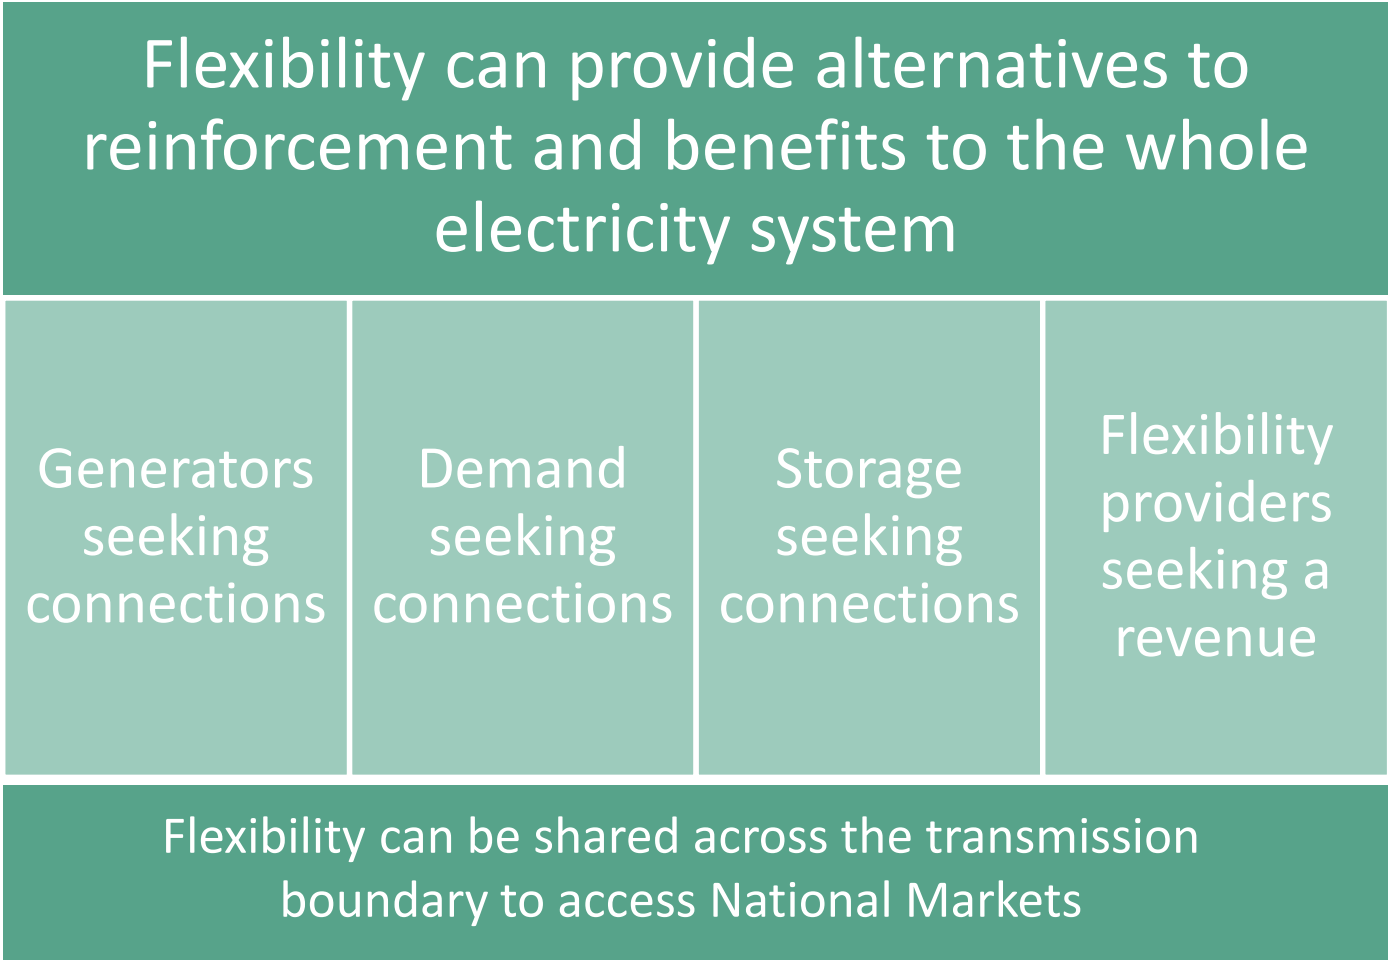 Flexibility can provide alternatives to
reinforcement and benefits to the whole
electricity system
Generators
seeking
connections
Demand
seeking
connections
Storage
seeking
connections
Flexibility
providers
seeking a
revenue
Flexibility can be shared across the transmission
boundary to access National Markets